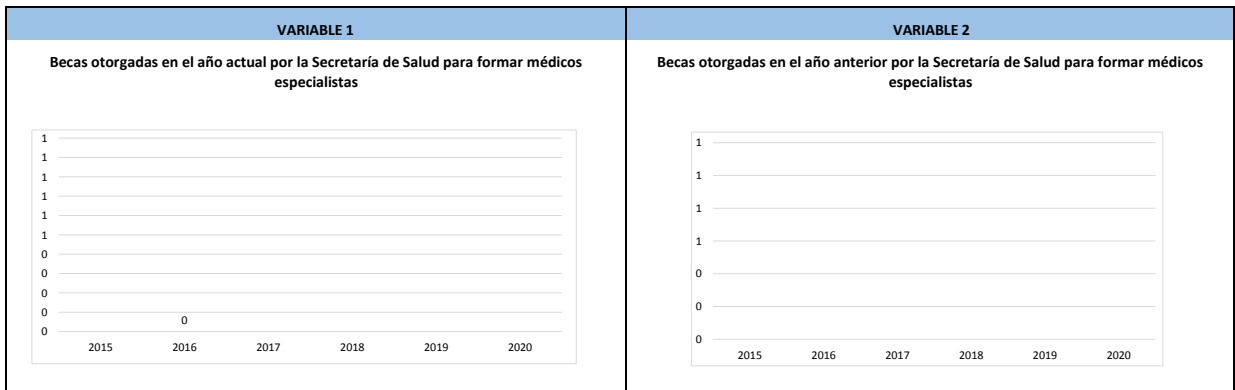 VARIABLE 1
Becas otorgadas en el año actual por la Secretaría de Salud para formar médicos
especialistas
1
1
1
1
1
1
0
0
0
0
0
0
2015 2016 2017 2018 2019 2020
VARIABLE 2
Becas otorgadas en el año anterior por la Secretaría de Salud para formar médicos
especialistas
1
1
1
1
0
0
0
2015 2016 2017 2018 2019 2020